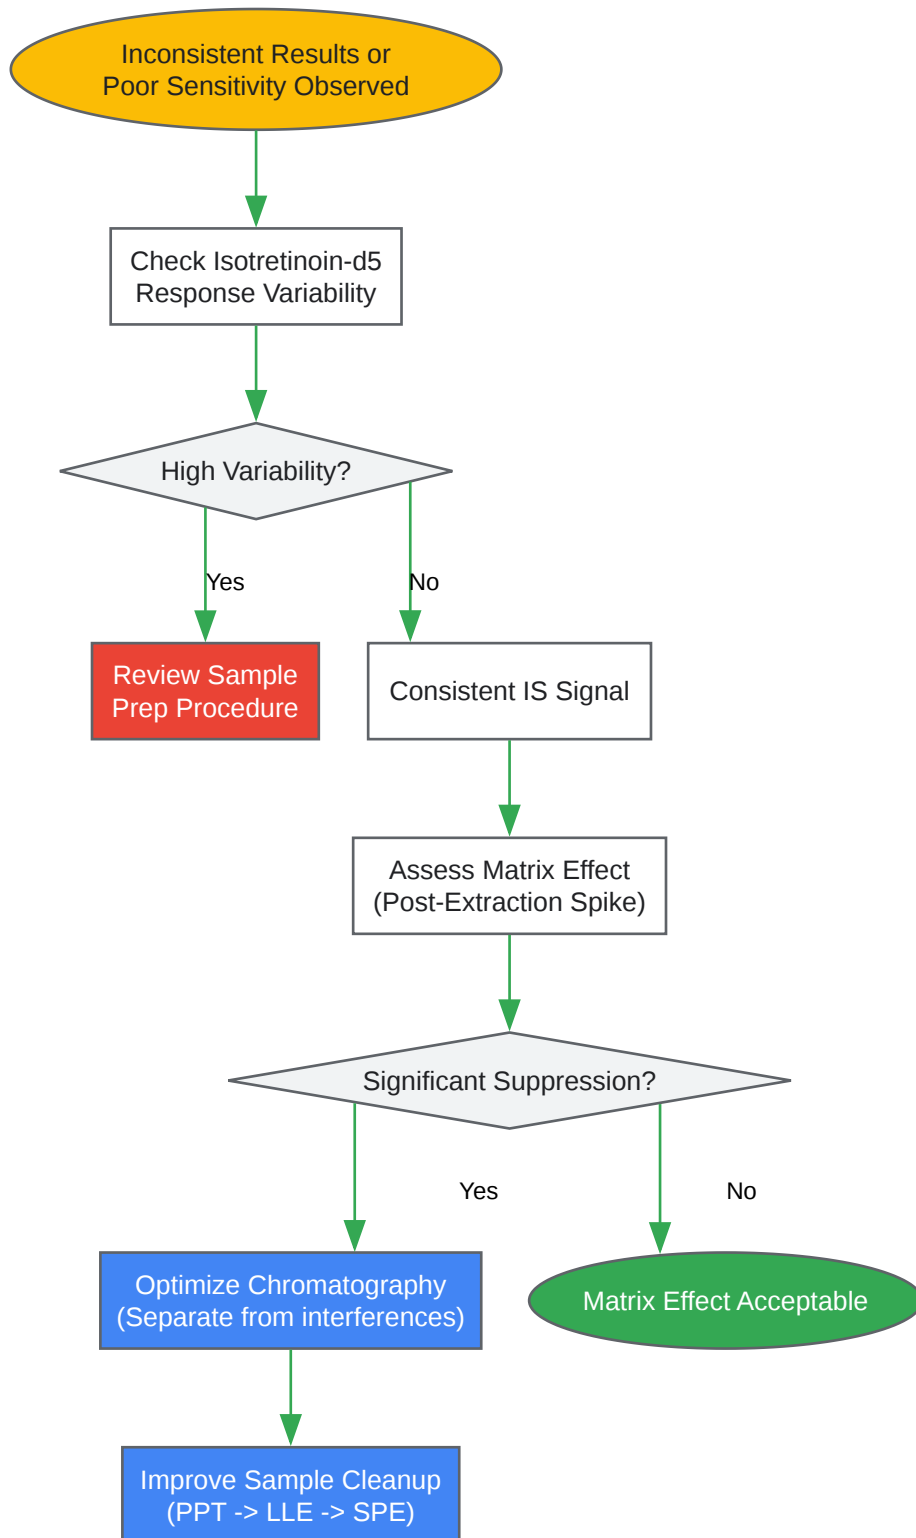 Inconsistent Results or
Poor Sensitivity Observed
Check Isotretinoin-d5
Response Variability
High Variability?
Yes
No
Review Sample
Prep Procedure
Consistent IS Signal
Assess Matrix Effect
(Post-Extraction Spike)
Significant Suppression?
Yes
No
Optimize Chromatography
(Separate from interferences)
Matrix Effect Acceptable
Improve Sample Cleanup
(PPT -> LLE -> SPE)